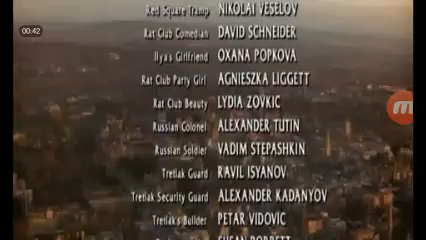 Red Square Tramp NIKOLAI VESELOV
00:42
Rat Club Comedian DAVID SCHNEIDER
Ilya's Girlfriend OXANA POPKOVA
Rat Club Party Girl AGNIESZKA LIGGETT
Rat Club Beauty LYDIA ZOVKIC
Russian Colonel ALEXANDER TUTIN
Russian Soldier VADIM STEPASHKIN
Tretiak Guard RAVIL ISYANOV
Tretiak Security Guard ALEXANDER KADANYOV
Tretiak's Builder PETAR VIDOVIC